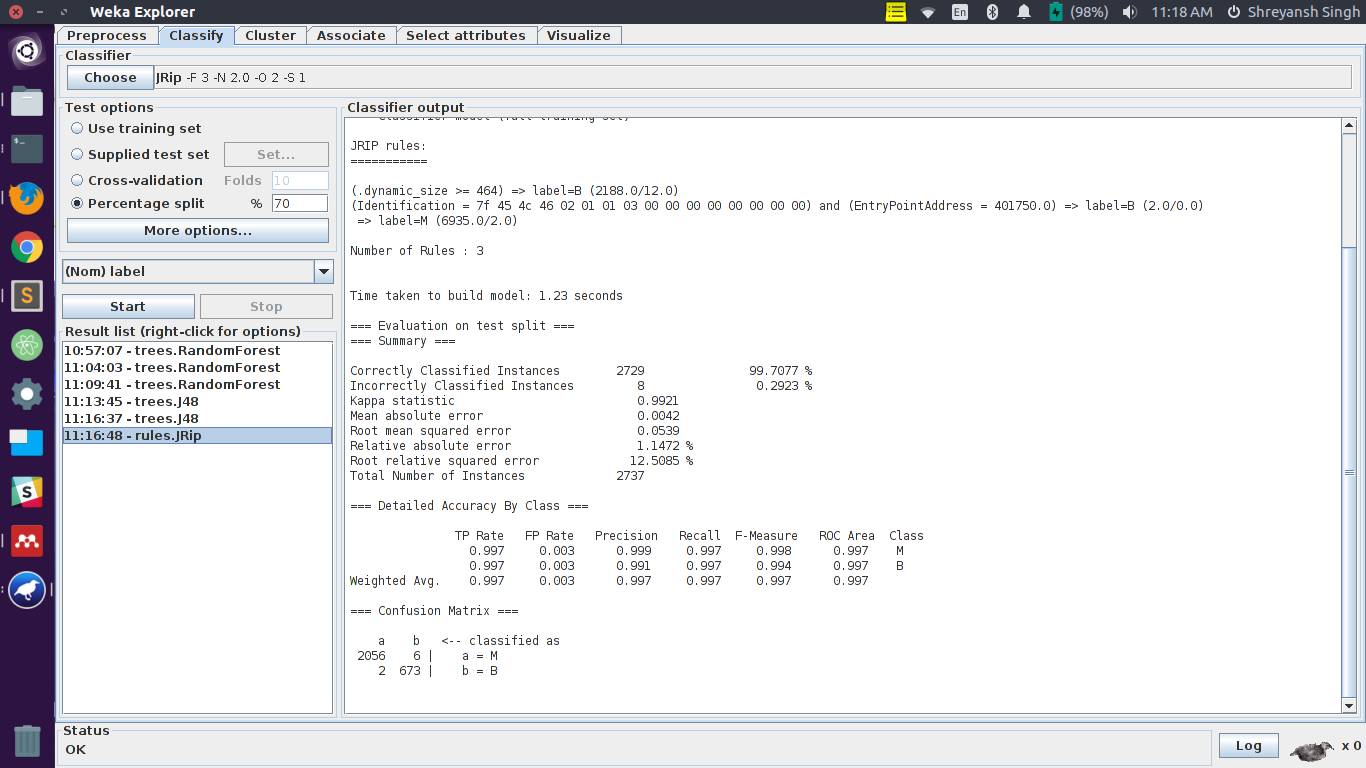 Weka Explorer
En (98%) 11:18 AM Shreyansh Singh
Preprocess Classify Cluster Associate Select attributes Visualize
Classifier
Choose JRip -F 3 -N 2.0 -O 2 -S 1
Test options
Use training set
Supplied test set Set...
Cross-validation Folds 10
Percentage split % 70
More options...
(Nom) label
Start Stop
Result list (right-click for options)
10:57:07 - trees.RandomForest
11:04:03 - trees.RandomForest
11:09:41 - trees.RandomForest
11:13:45 - trees.J48
11:16:37 - trees.J48
11:16:48 - rules.JRip
Classifier output
JRIP rules:
===========
(.dynamic_size >= 464) => label=B (2188.0/12.0)
(Identification = 7f 45 4c 46 02 01 01 03 00 00 00 00 00 00 00 00) and (EntryPointAddress = 401750.0) => label=B (2.0/0.0)
=> label=M (6935.0/2.0)
Number of Rules : 3
Time taken to build model: 1.23 seconds
=== Evaluation on test split ===
=== Summary ===
Correctly Classified Instances 2729 99.7077 %
Incorrectly Classified Instances 8 0.2923 %
Kappa statistic 0.9921
Mean absolute error 0.0042
Root mean squared error 0.0539
Relative absolute error 1.1472 %
Root relative squared error 12.5085 %
Total Number of Instances 2737
=== Detailed Accuracy By Class ===
TP Rate FP Rate Precision Recall F-Measure ROC Area Class
0.997 0.003 0.999 0.997 0.998 0.997 M
0.997 0.003 0.991 0.997 0.994 0.997 B
Weighted Avg. 0.997 0.003 0.997 0.997 0.997 0.997
=== Confusion Matrix ===
a b <-- classified as
2056 6 | a = M
2 673 | b = B
Status
OK
Log x 0